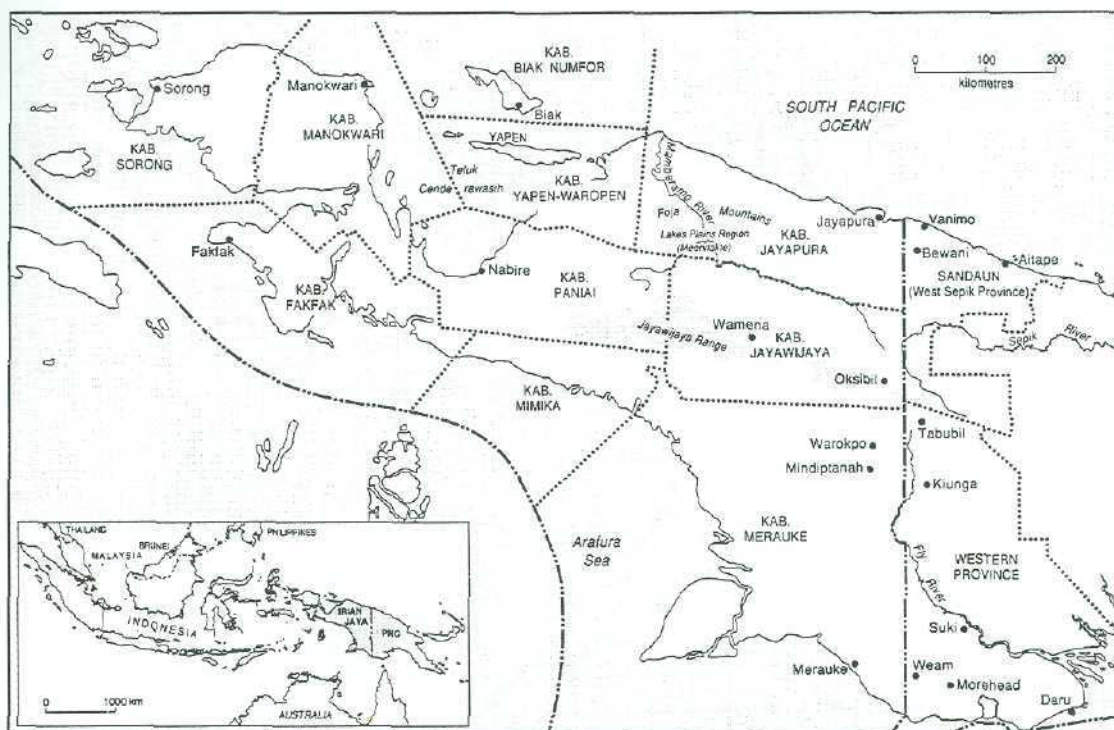 KAB.
BIAK NUMFOR
0 100 200
kilometres
Sorong
Manokwari
Biak
SOUTH PACIFIC
OCEAN
KAB.
MANOKWARI
YAPEN
KAB.
SORONG
Teluk
Cenderawasih
KAB.
YAPEN-WAROPEN
Mamberamo River
Foja Mountains
Lakes Plains Region
KAB.
JAYAPURA
Jayapura
Vanimo
Bewani
Aitape
SANDAUN
(West Sepik Province)
Fakfak
Nabire
KAB.
FAKFAK
KAB.
PANIAI
Jayawijaya Range
Wamena
KAB.
JAYAWIJAYA
Sepik River
Oksibil
KAB.
MIMIKA
Tabubil
Warokpo
Mindiptanah
Kiunga
Arafura
Sea
KAB.
MERAUKE
WESTERN
PROVINCE
Fly River
Suki
Merauke
Weam
Morehead
Daru
THAILAND
PHILIPPINES
BRUNEI
MALAYSIA
INDONESIA
IRIAN
JAYA
PNG
0 1000 km
AUSTRALIA